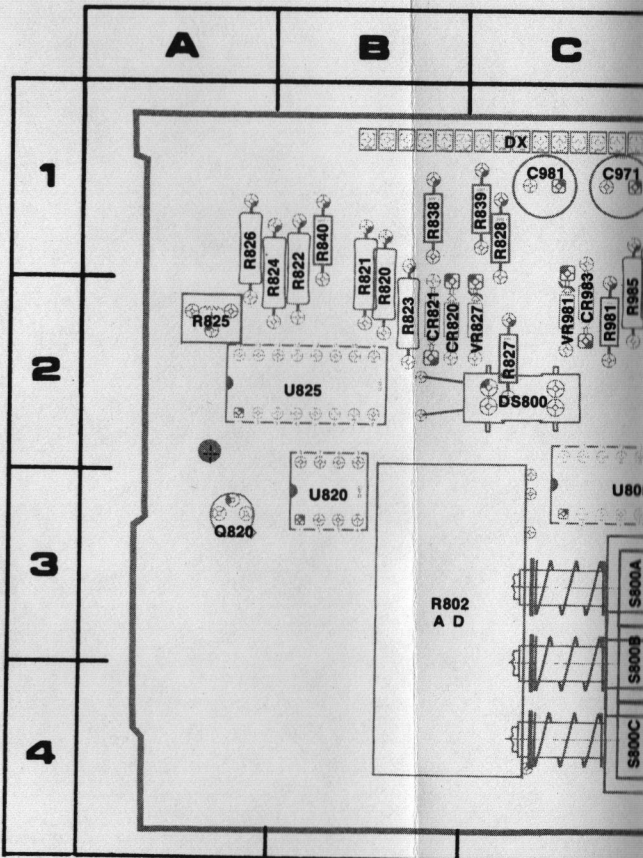 A B C
1
DX
C981 C971
R826
R824
R822
R840
R821
R820
R838
R839
R828
R825
R823
CR821
CR820
VR827
R827
VR981
CR983
R981
R985
2
U825
DS800
U820
Q820
3
R802
A D
S800A
S800B
4
S800C